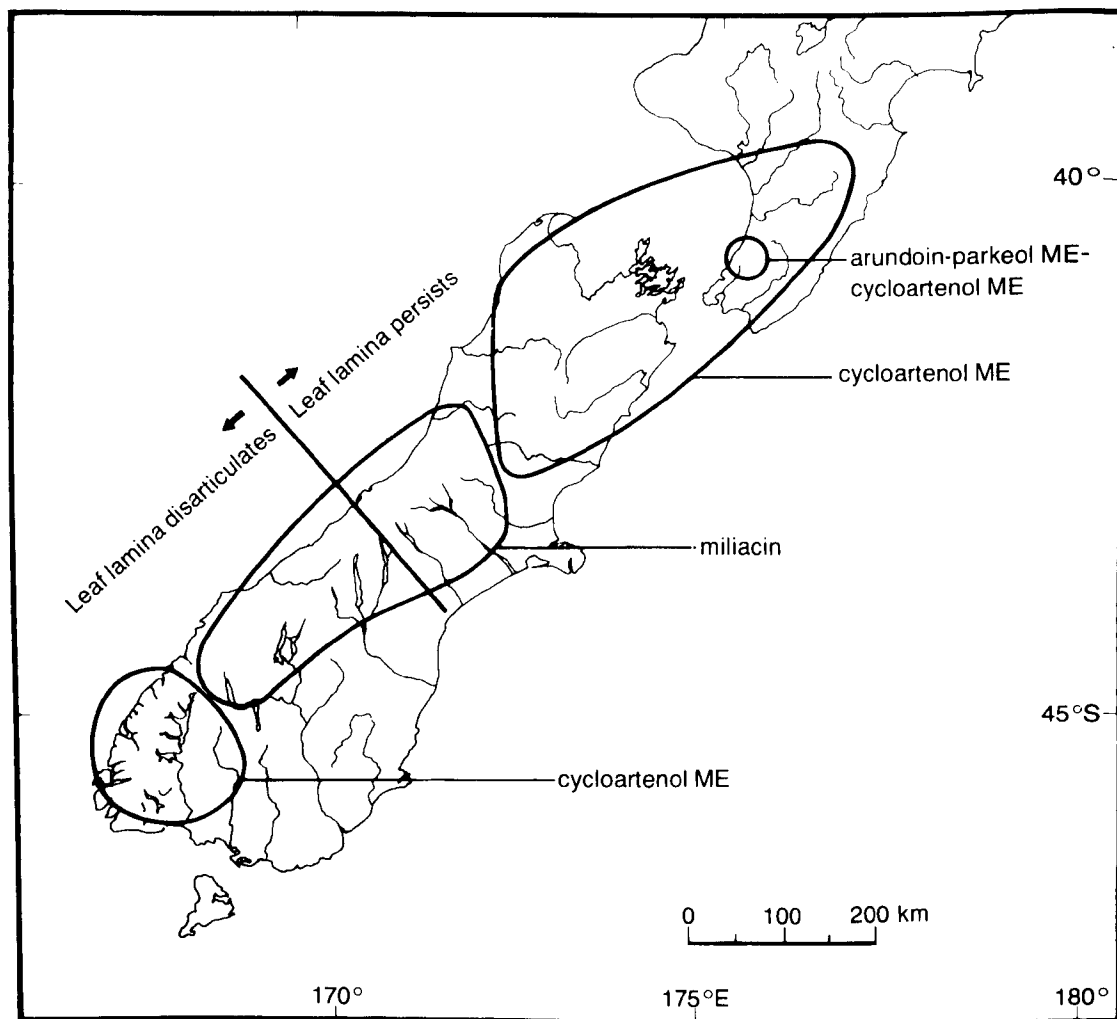 40°
arundoin-parkeol ME-
cycloartenol ME
Leaf lamina persists
cycloartenol ME
Leaf lamina disarticulates
miliacin
45°S
cycloartenol ME
0 100 200 km
170° 175°E 180°